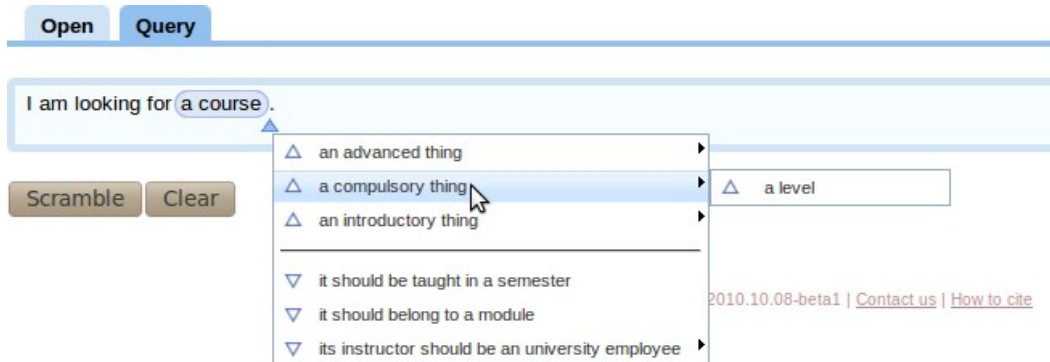 Open Query
I am looking for a course.
an advanced thing
a compulsory thing a level
Scramble Clear
an introductory thing
it should be taught in a semester
2010.10.08-beta1 | Contact us | How to cite
it should belong to a module
its instructor should be an university employee